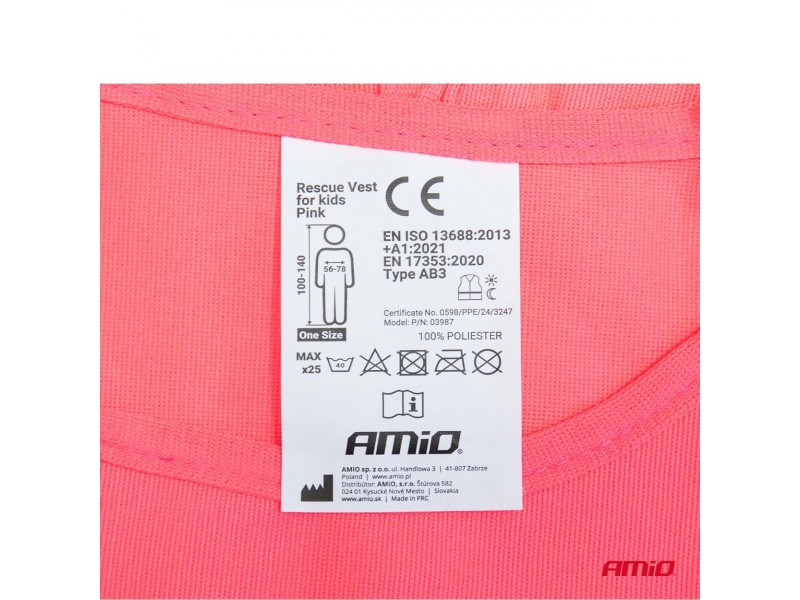 Rescue Vest
for kids
Pink
CE
EN ISO 13688:2013
+A1:2021
EN 17353:2020
Type AB3
100-140
56-78
One Size
Certificate No. 0598/PPE/24/3247
Model: P/N: 03987
100% POLIESTER
MAX
x25
40
i
AMiO®
AMIO sp. z o.o. ul. Handlowa 3 | 41-807 Zabrze
Poland | www.amio.pl
Distribútor: AMIO, s.r.o. Štúrova 582
024 01 Kysucké Nové Mesto | Slovakia
www.amio.sk | Made in PRC
AMiO